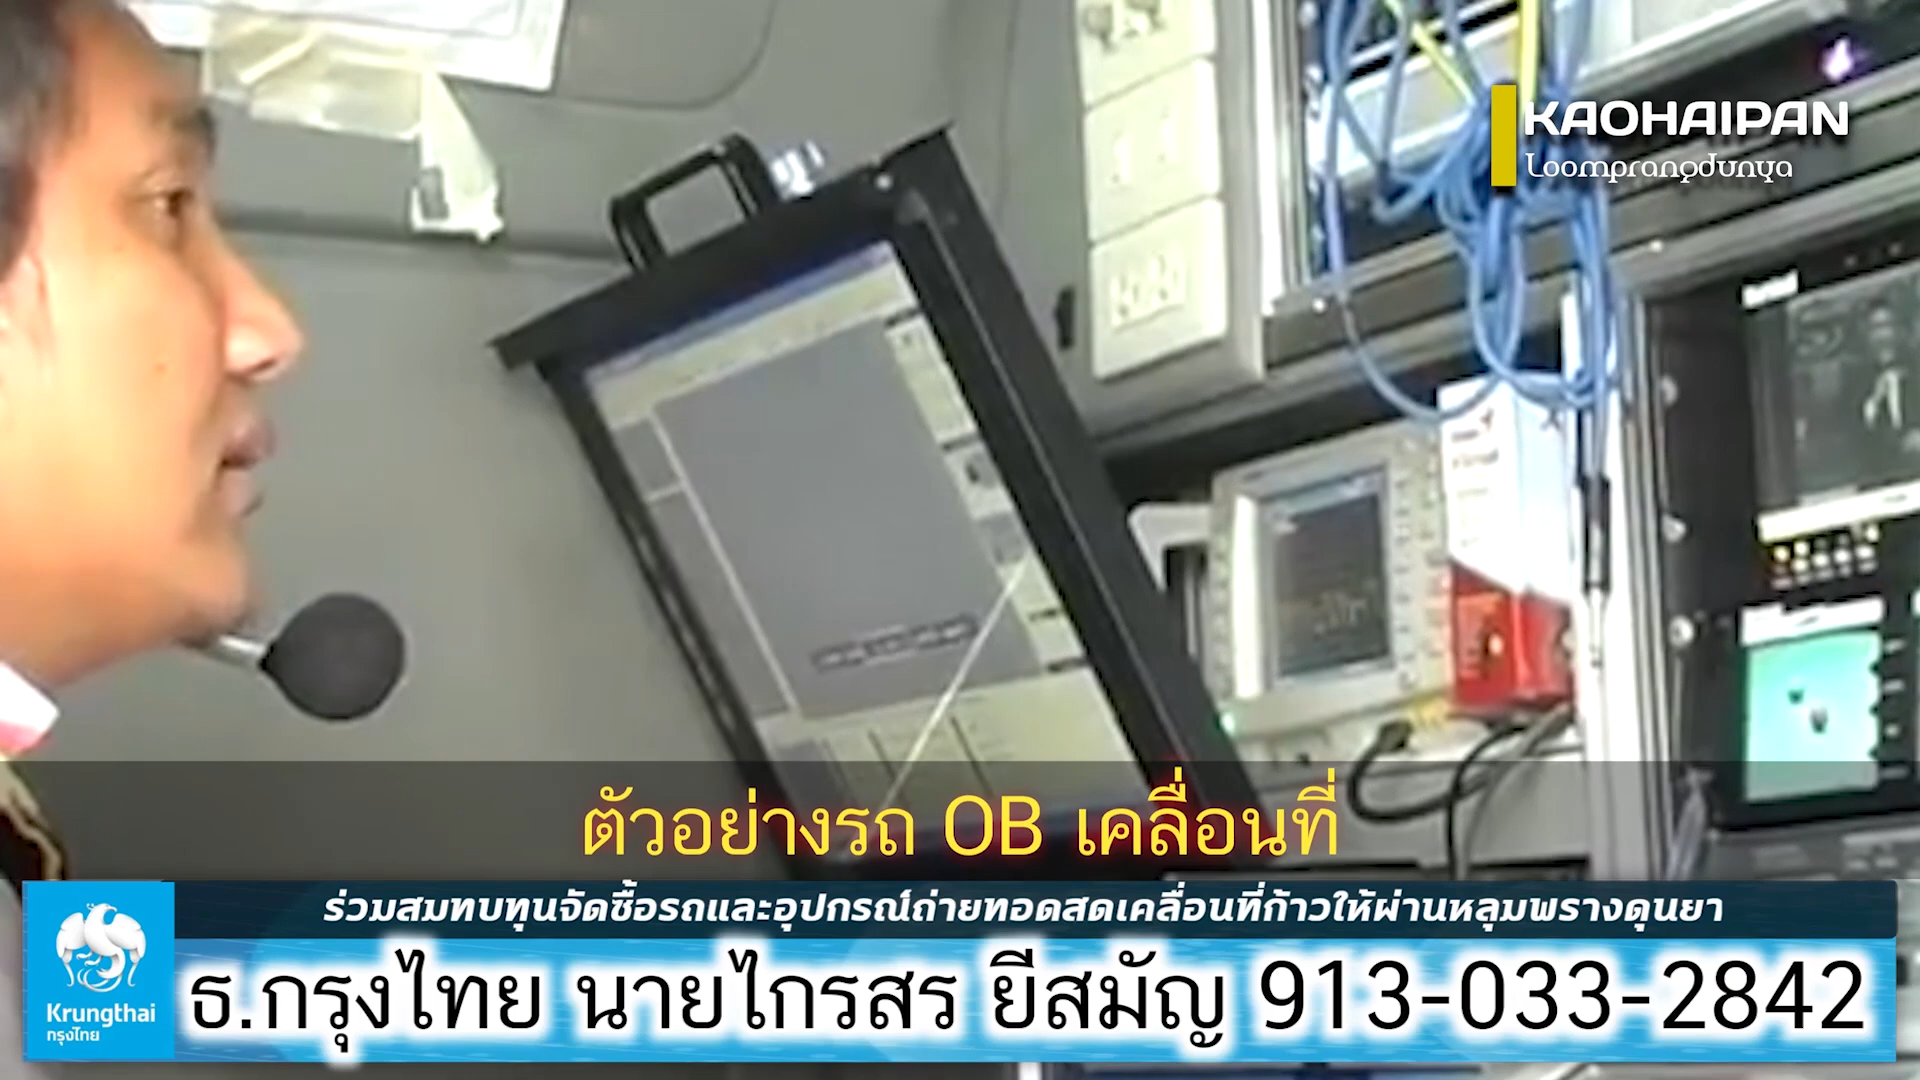 KAOHAIPAN
Loomprangdunya
ตัวอย่างรถ OB เคลื่อนที่
ร่วมสมทบทุนจัดซื้อรถและอุปกรณ์ถ่ายทอดสดเคลื่อนที่ก้าวให้ผ่านหลุมพรางดุนยา
Krungthai
กรุงไทย
ธ.กรุงไทย นายไกรสร ยีสมัญ 913-033-2842